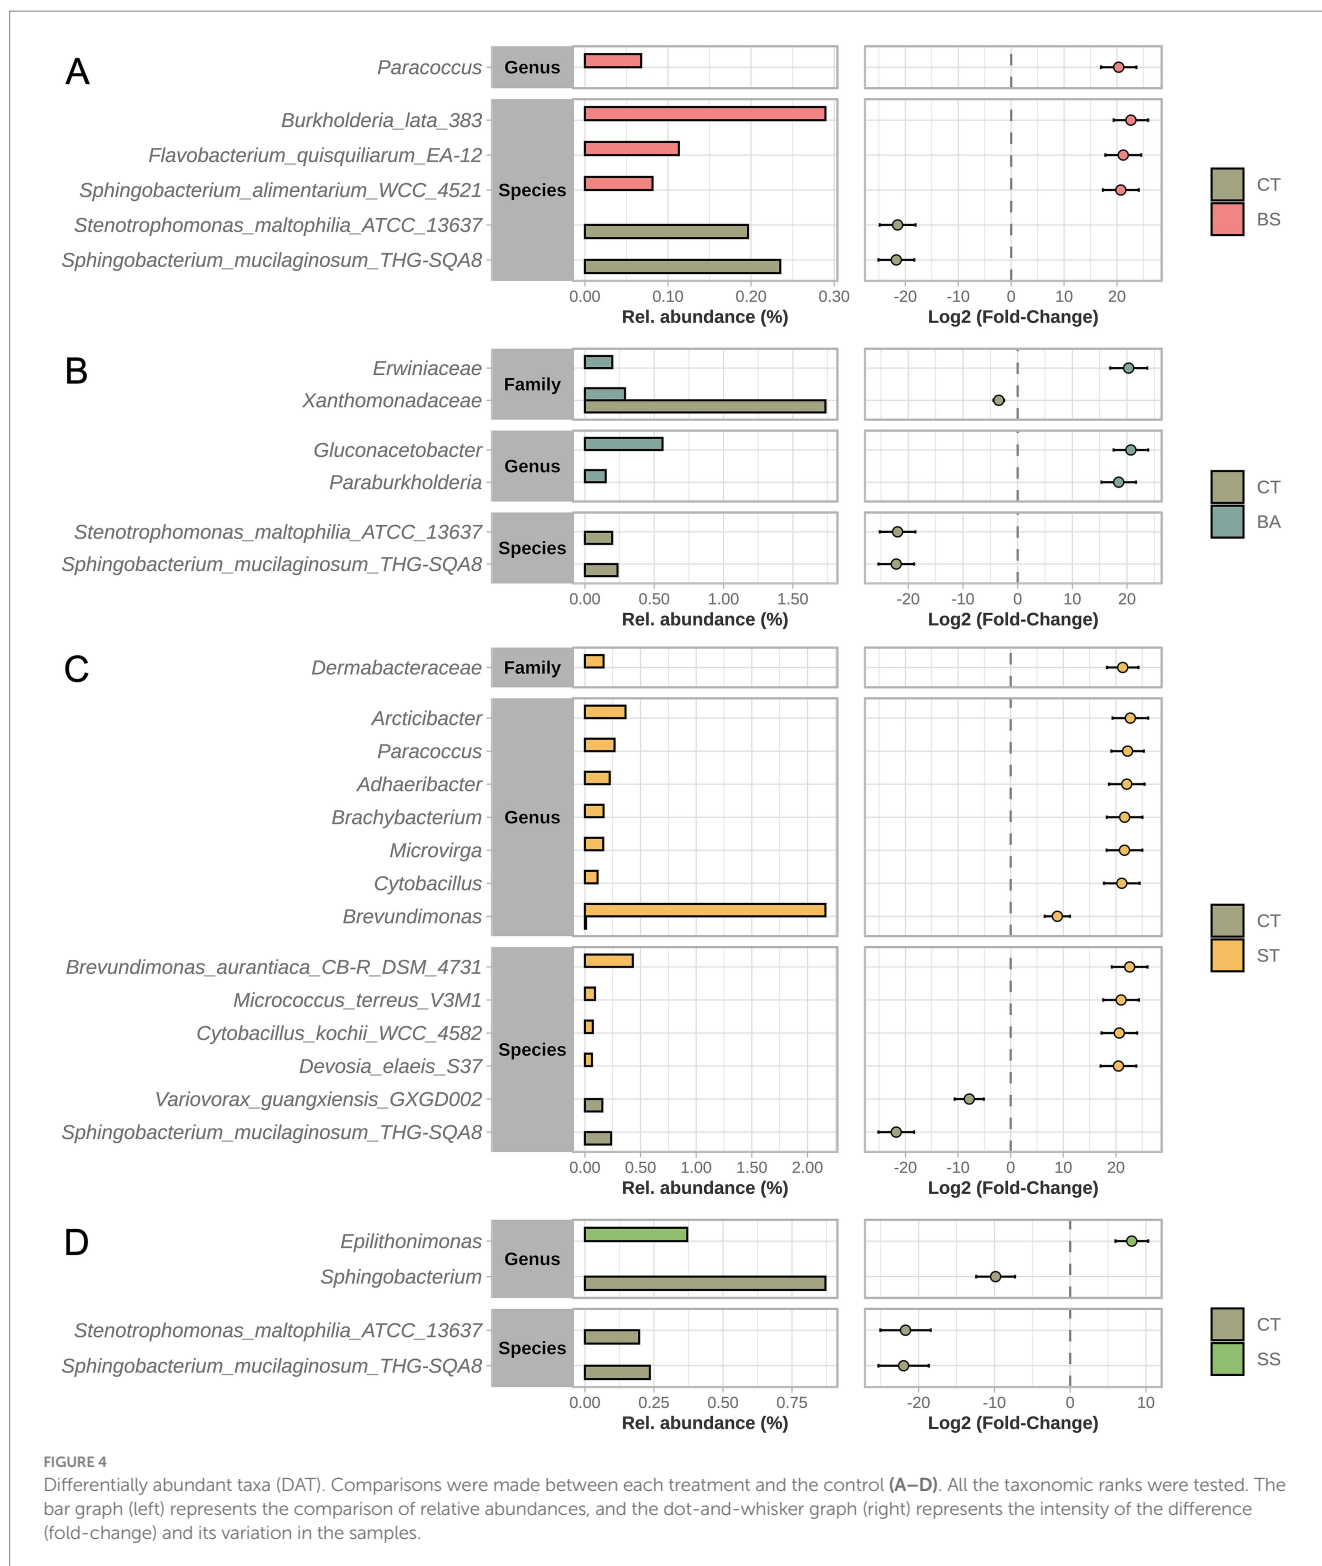 A
Paracoccus
Genus
Burkholderia_lata_383
Flavobacterium_quisquiliarum_EA-12
Sphingobacterium_alimentarium_WCC_4521
Stenotrophomonas_maltophilia_ATCC_13637
Sphingobacterium_mucilaginosum_THG-SQA8
Species
0.00 0.10 0.20 0.30
Rel. abundance (%)
-20 -10 0 10 20
Log2 (Fold-Change)
CT
BS
B
Erwiniaceae
Xanthomonadaceae
Family
Gluconacetobacter
Paraburkholderia
Genus
Stenotrophomonas_maltophilia_ATCC_13637
Sphingobacterium_mucilaginosum_THG-SQA8
Species
0.00 0.50 1.00 1.50
Rel. abundance (%)
-20 -10 0 10 20
Log2 (Fold-Change)
CT
BA
C
Dermabacteraceae
Family
Arcticibacter
Paracoccus
Adhaeribacter
Brachybacterium
Microvirga
Cytobacillus
Brevundimonas
Genus
Brevundimonas_aurantiaca_CB-R_DSM_4731
Micrococcus_terreus_V3M1
Cytobacillus_kochii_WCC_4582
Devosia_elaeis_S37
Variovorax_guangxiensis_GXGD002
Sphingobacterium_mucilaginosum_THG-SQA8
Species
0.00 0.50 1.00 1.50 2.00
Rel. abundance (%)
-20 -10 0 10 20
Log2 (Fold-Change)
CT
ST
D
Epilithonimonas
Sphingobacterium
Genus
Stenotrophomonas_maltophilia_ATCC_13637
Sphingobacterium_mucilaginosum_THG-SQA8
Species
0.00 0.25 0.50 0.75
Rel. abundance (%)
-20 -10 0 10
Log2 (Fold-Change)
CT
SS
FIGURE 4
Differentially abundant taxa (DAT). Comparisons were made between each treatment and the control (A–D). All the taxonomic ranks were tested. The
bar graph (left) represents the comparison of relative abundances, and the dot-and-whisker graph (right) represents the intensity of the difference
(fold-change) and its variation in the samples.